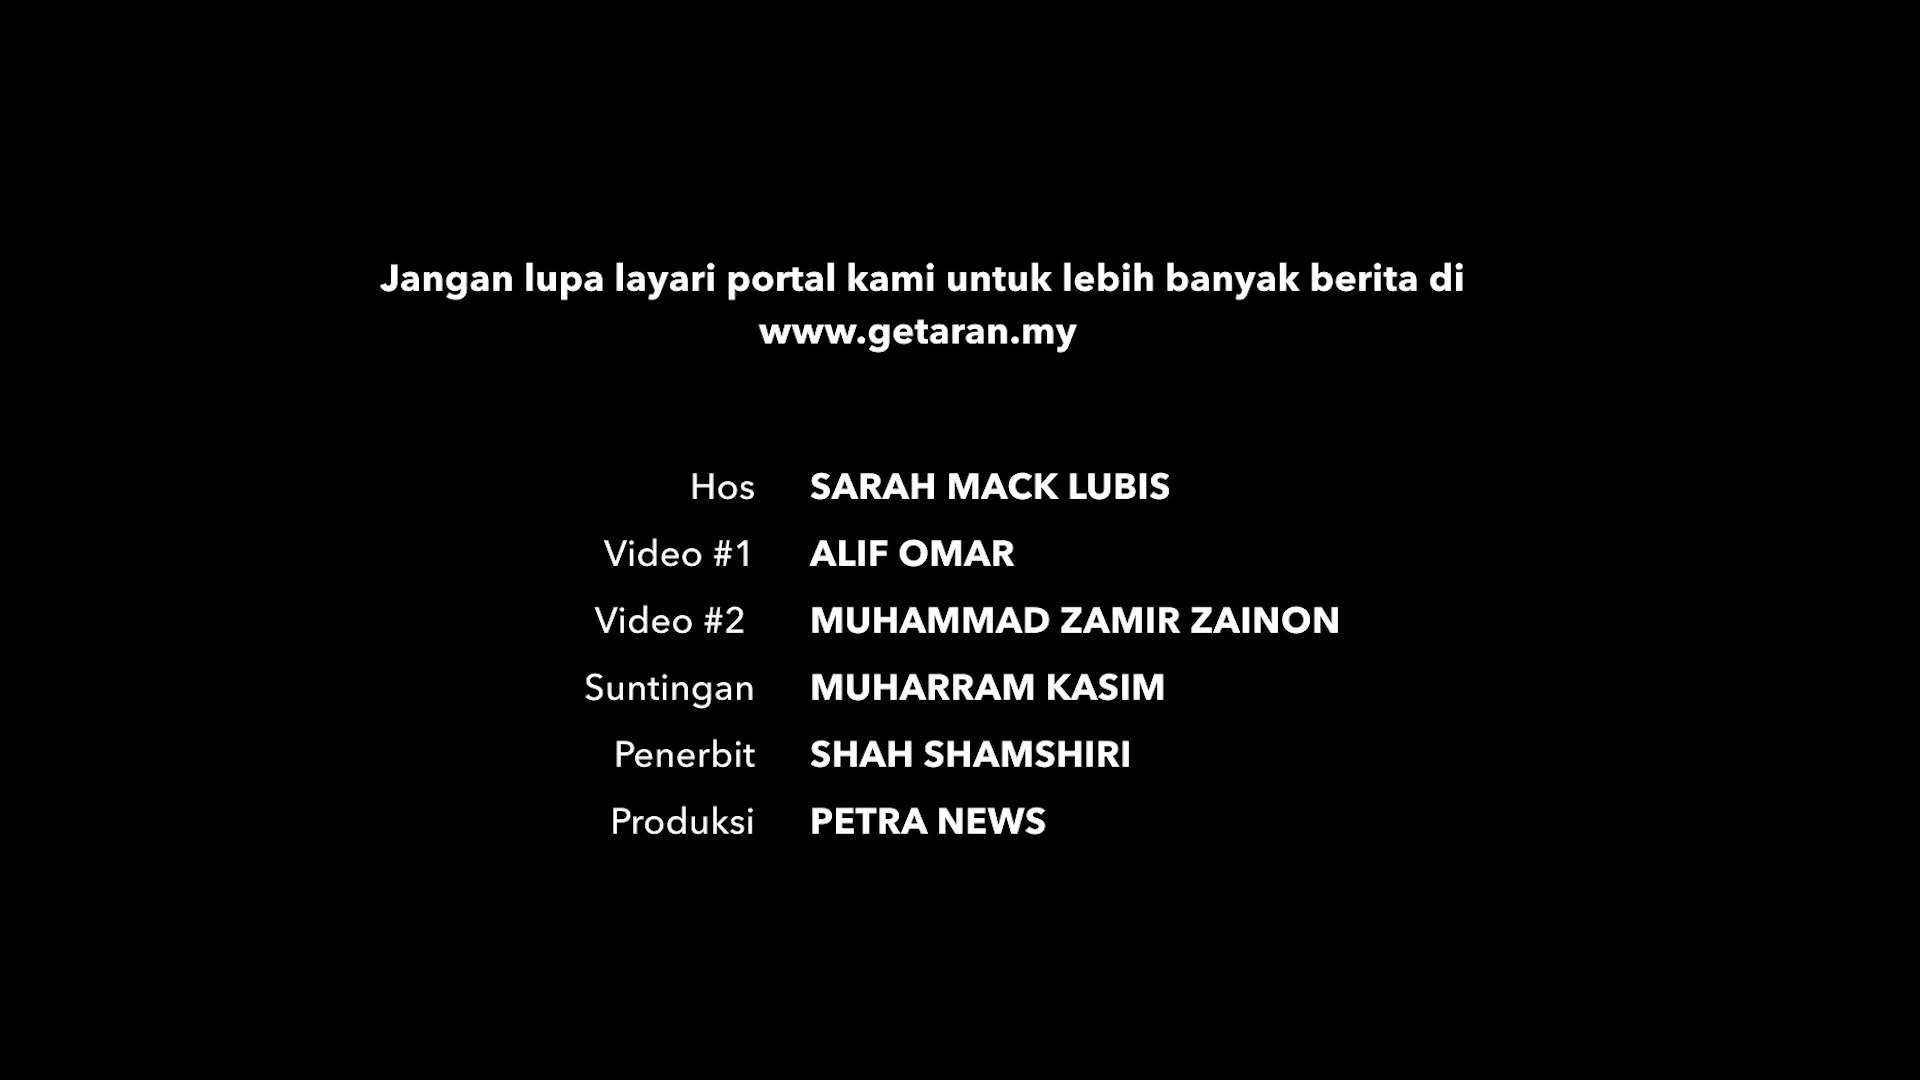 Jangan lupa layari portal kami untuk lebih banyak berita di
www.getaran.my
Hos SARAH MACK LUBIS
Video #1 ALIF OMAR
Video #2 MUHAMMAD ZAMIR ZAINON
Suntingan MUHARRAM KASIM
Penerbit SHAH SHAMSHIRI
Produksi PETRA NEWS